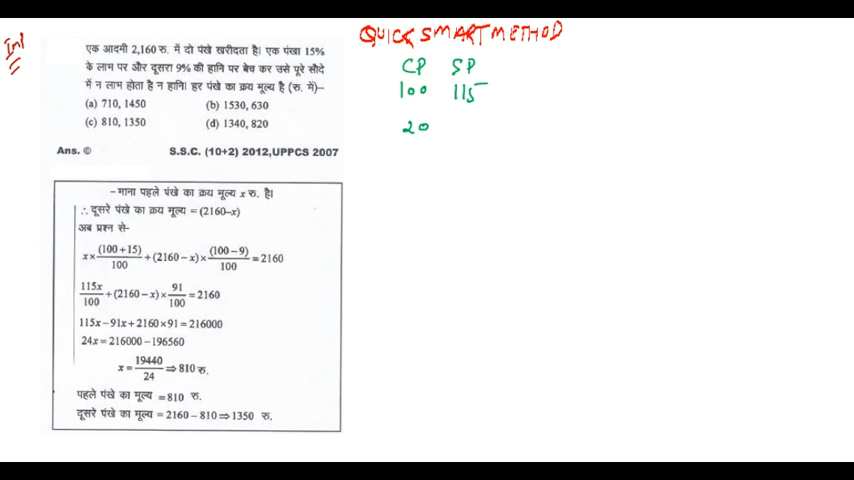 Imp
एक आदमी 2,160 रु. में दो पंखे खरीदता है। एक पंखा 15%
के लाभ पर और दूसरा 9% की हानि पर बेच कर उसे पूरे सौदे
में न लाभ होता है न हानि। हर पंखे का क्रय मूल्य है (रु. में)–
(a) 710, 1450 (b) 1530, 630
(c) 810, 1350 (d) 1340, 820
Ans. © S.S.C. (10+2) 2012,UPPCS 2007
– माना पहले पंखे का क्रय मूल्य x रु. है।
∴ दूसरे पंखे का क्रय मूल्य = (2160–x)
अब प्रश्न से–
x× (100+15)/100 + (2160 – x) × (100 – 9)/100 = 2160
115x/100 + (2160 – x) × 91/100 = 2160
115x – 91x + 2160 × 91 = 216000
24x = 216000 – 196560
x = 19440/24 ⇒ 810 रु.
पहले पंखे का मूल्य = 810 रु.
दूसरे पंखे का मूल्य = 2160 – 810 ⇒ 1350 रु.
QUICK SMART METHOD
CP SP
100 115
20